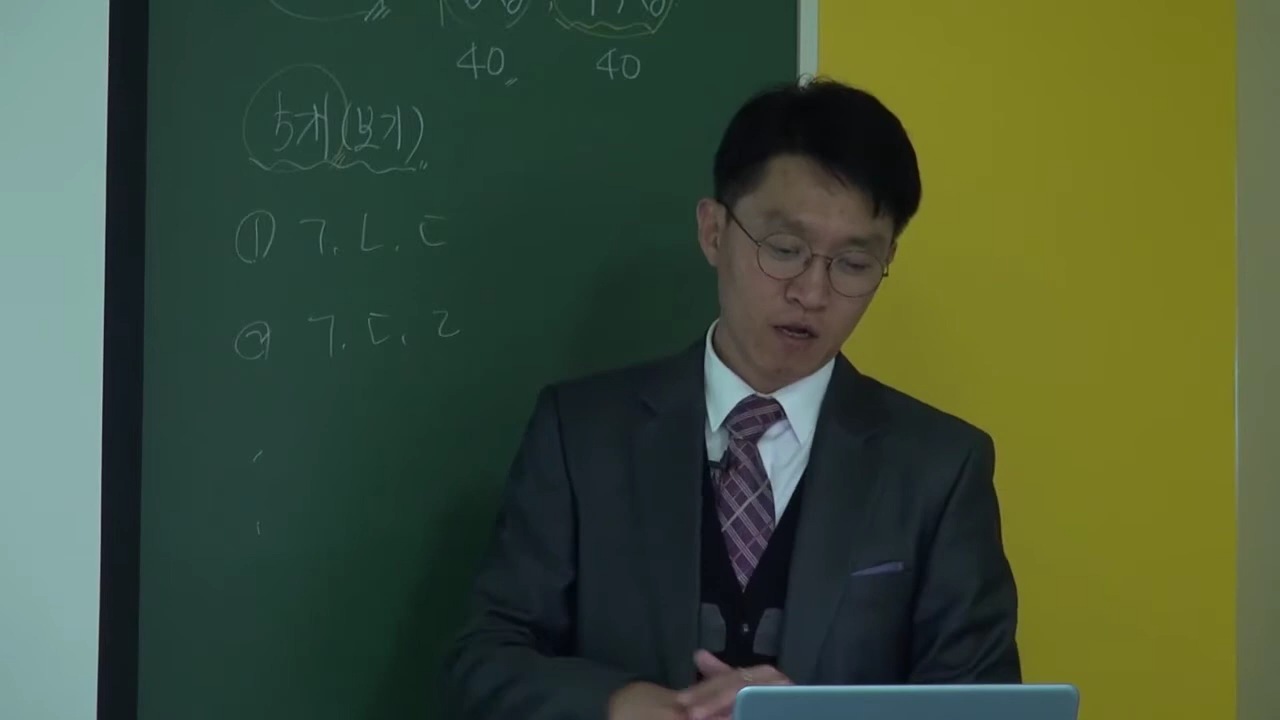 40 40
5개 (보기)
① ㄱ. ㄴ. ㄷ
② ㄱ. ㄷ. ㄹ